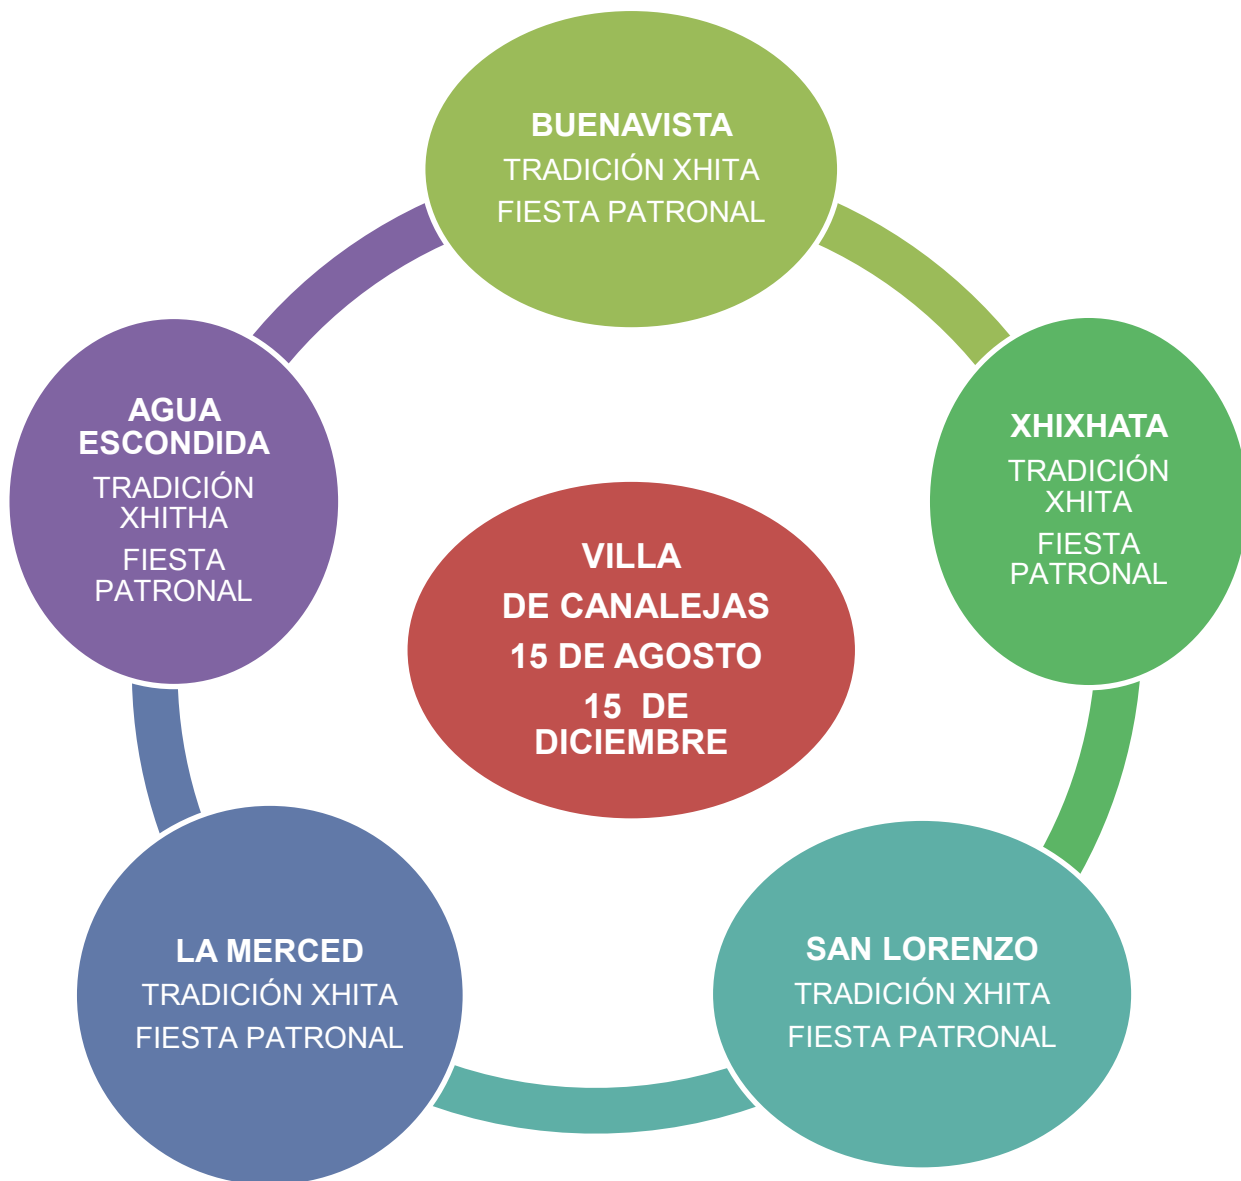 BUENAVISTA
TRADICIÓN XHITA
FIESTA PATRONAL
XHIXHATA
TRADICIÓN
XHITA
FIESTA
PATRONAL
SAN LORENZO
TRADICIÓN XHITA
FIESTA PATRONAL
LA MERCED
TRADICIÓN XHITA
FIESTA PATRONAL
AGUA
ESCONDIDA
TRADICIÓN
XHITHA
FIESTA
PATRONAL
VILLA
DE CANALEJAS
15 DE AGOSTO
15 DE
DICIEMBRE